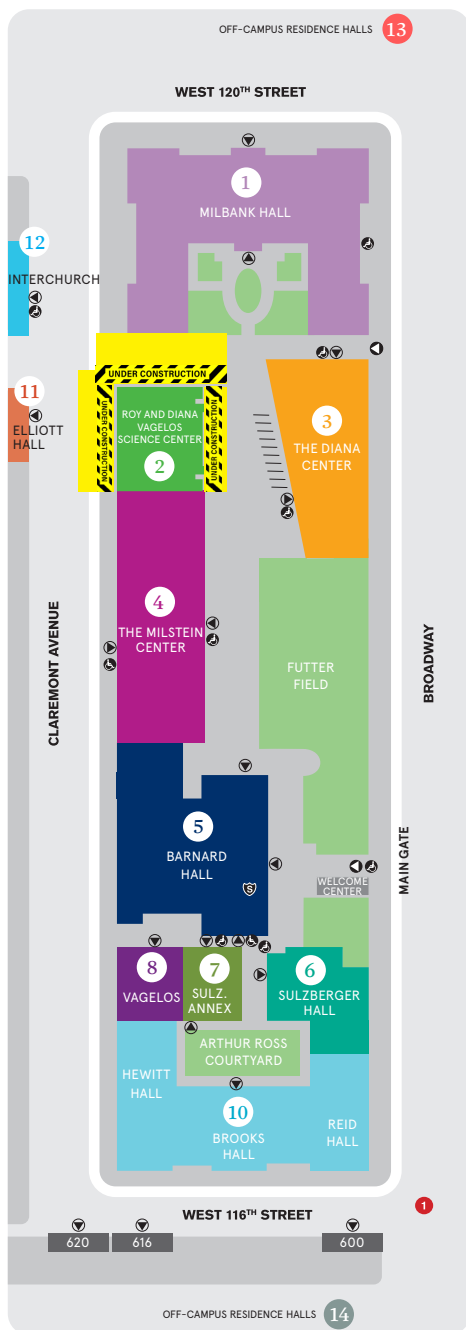 OFF-CAMPUS RESIDENCE HALLS 13
WEST 120TH STREET
1
MILBANK HALL
12
INTERCHURCH
UNDER CONSTRUCTION
UNDER CONSTRUCTION
UNDER CONSTRUCTION
ROY AND DIANA
VAGELOS
SCIENCE CENTER
2
11
ELLIOTT
HALL
3
THE DIANA
CENTER
4
THE MILSTEIN
CENTER
CLAREMONT AVENUE
FUTTER
FIELD
BROADWAY
5
BARNARD
HALL
S
MAIN GATE
WELCOME
CENTER
8
VAGELOS
7
SULZ.
ANNEX
6
SULZBERGER
HALL
ARTHUR ROSS
COURTYARD
HEWITT
HALL
10
BROOKS
HALL
REID
HALL
WEST 116TH STREET
1
620
616
600
OFF-CAMPUS RESIDENCE HALLS 14